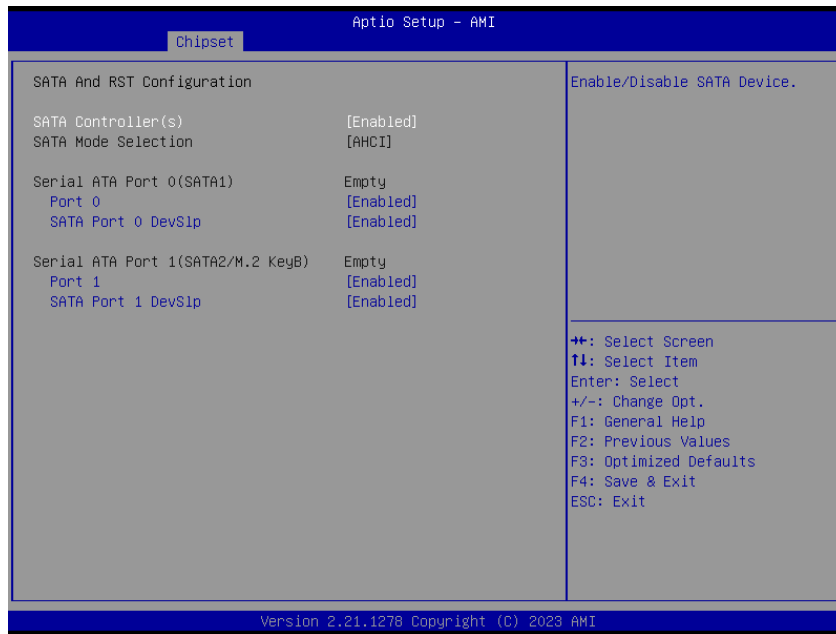 Aptio Setup – AMI
Chipset
SATA And RST Configuration
SATA Controller(s) [Enabled]
SATA Mode Selection [AHCI]
Serial ATA Port 0(SATA1) Empty
Port 0 [Enabled]
SATA Port 0 DevSlp [Enabled]
Serial ATA Port 1(SATA2/M.2 KeyB) Empty
Port 1 [Enabled]
SATA Port 1 DevSlp [Enabled]
Enable/Disable SATA Device.
→←: Select Screen
↑↓: Select Item
Enter: Select
+/-: Change Opt.
F1: General Help
F2: Previous Values
F3: Optimized Defaults
F4: Save & Exit
ESC: Exit
Version 2.21.1278 Copyright (C) 2023 AMI